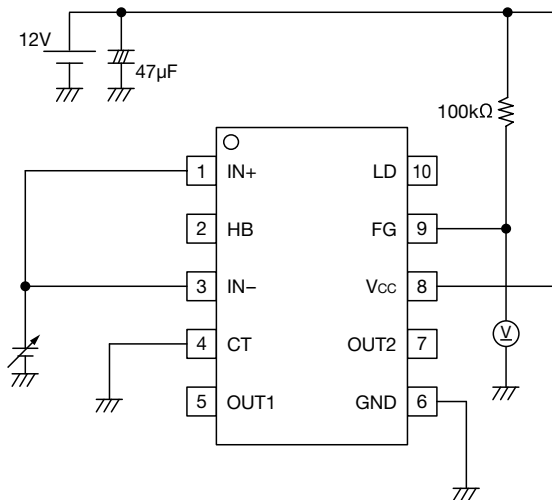 12V
47µF
100kΩ
1 IN+ LD 10
2 HB FG 9
3 IN− VCC 8
V
4 CT OUT2 7
5 OUT1 GND 6